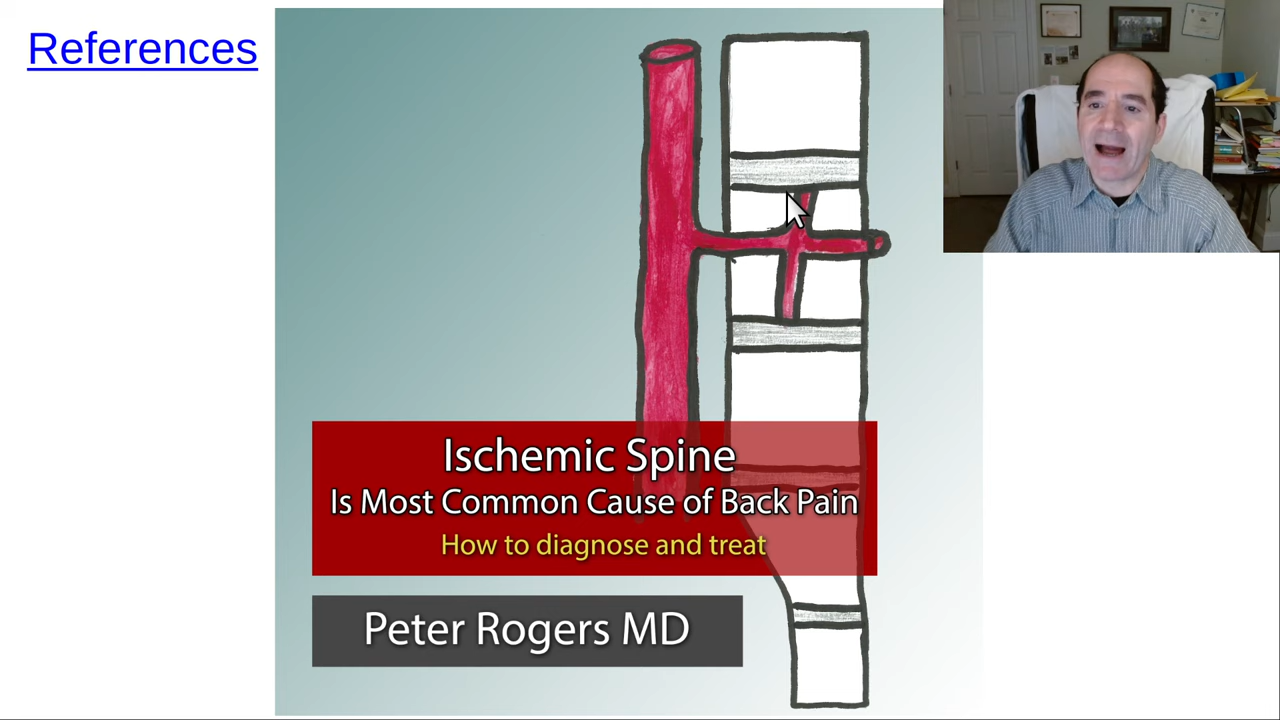 References
Ischemic Spine
Is Most Common Cause of Back Pain
How to diagnose and treat
Peter Rogers MD